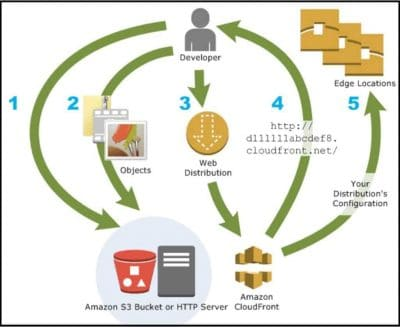 Developer
Edge Locations
1
2
3
4
5
http://
d111111abcdef8.
cloudfront.net/
Objects
Web
Distribution
Your
Distribution's
Configuration
Amazon S3 Bucket or HTTP Server
Amazon
CloudFront